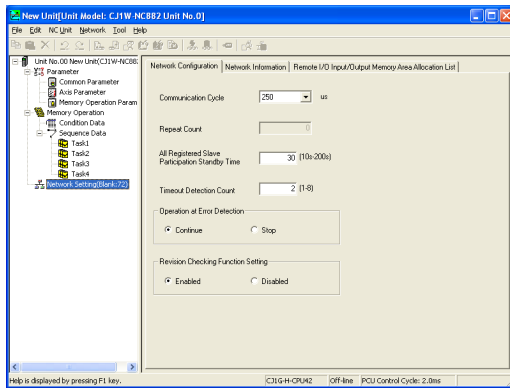 New Unit[Unit Model: CJ1W-NC882 Unit No.0]
File Edit NC Unit Network Tool Help
Unit No.00 New Unit(CJ1W-NC88:
Parameter
Common Parameter
Axis Parameter
Memory Operation Param
Memory Operation
Condition Data
Sequence Data
Task1
Task2
Task3
Task4
Network Setting(Blank:72)
Network Configuration Network Information Remote I/O Input/Output Memory Area Allocation List
Communication Cycle 250 us
Repeat Count 0
All Registered Slave
Participation Standby Time 30 (10s-200s)
Timeout Detection Count 2 (1-8)
Operation at Error Detection
Continue Stop
Revision Checking Function Setting
Enabled Disabled
Help is displayed by pressing F1 key. CJ1G-H-CPU42 Off-line PCU Control Cycle: 2.0ms